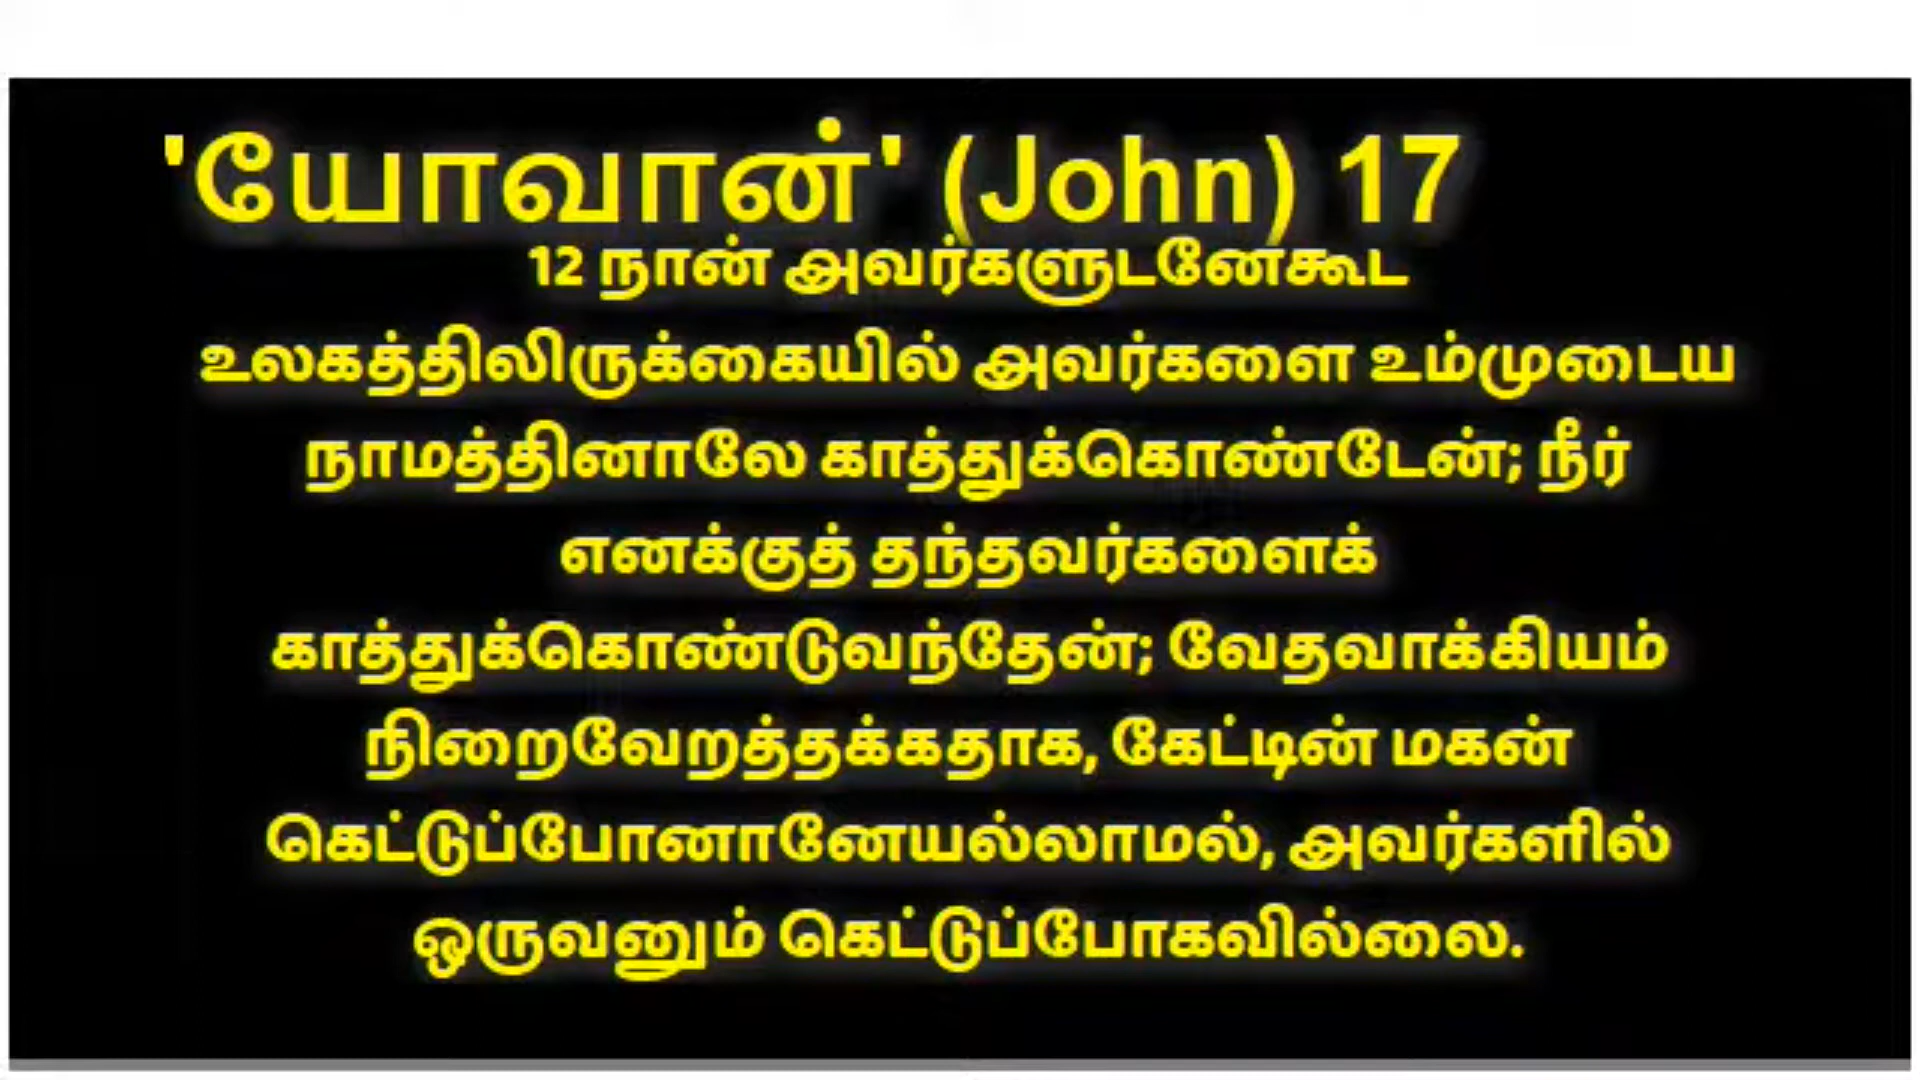 'யோவான்' (John) 17
12 நான் அவர்களுடனேகூட
உலகத்திலிருக்கையில் அவர்களை உம்முடைய
நாமத்தினாலே காத்துக்கொண்டேன்; நீர்
எனக்குத் தந்தவர்களைக்
காத்துக்கொண்டுவந்தேன்; வேதவாக்கியம்
நிறைவேறத்தக்கதாக, கேட்டின் மகன்
கெட்டுப்போனானேயல்லாமல், அவர்களில்
ஒருவனும் கெட்டுப்போகவில்லை.